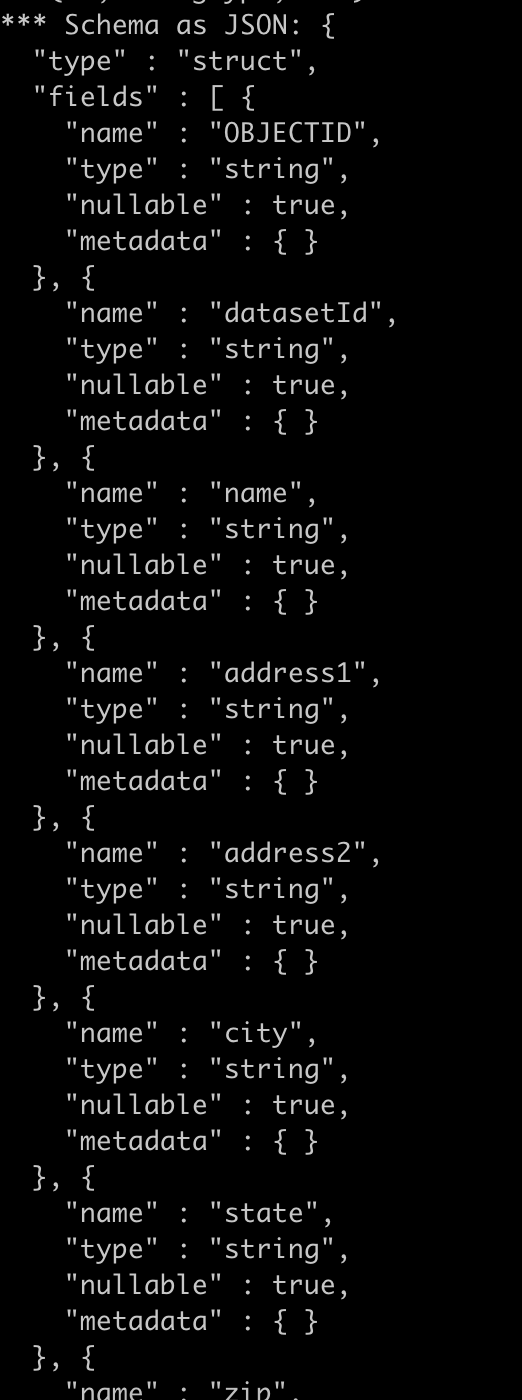 *** Schema as JSON: {
  "type" : "struct",
  "fields" : [ {
    "name" : "OBJECTID",
    "type" : "string",
    "nullable" : true,
    "metadata" : { }
  }, {
    "name" : "datasetId",
    "type" : "string",
    "nullable" : true,
    "metadata" : { }
  }, {
    "name" : "name",
    "type" : "string",
    "nullable" : true,
    "metadata" : { }
  }, {
    "name" : "address1",
    "type" : "string",
    "nullable" : true,
    "metadata" : { }
  }, {
    "name" : "address2",
    "type" : "string",
    "nullable" : true,
    "metadata" : { }
  }, {
    "name" : "city",
    "type" : "string",
    "nullable" : true,
    "metadata" : { }
  }, {
    "name" : "state",
    "type" : "string",
    "nullable" : true,
    "metadata" : { }
  }, {
    "name" : "zip",